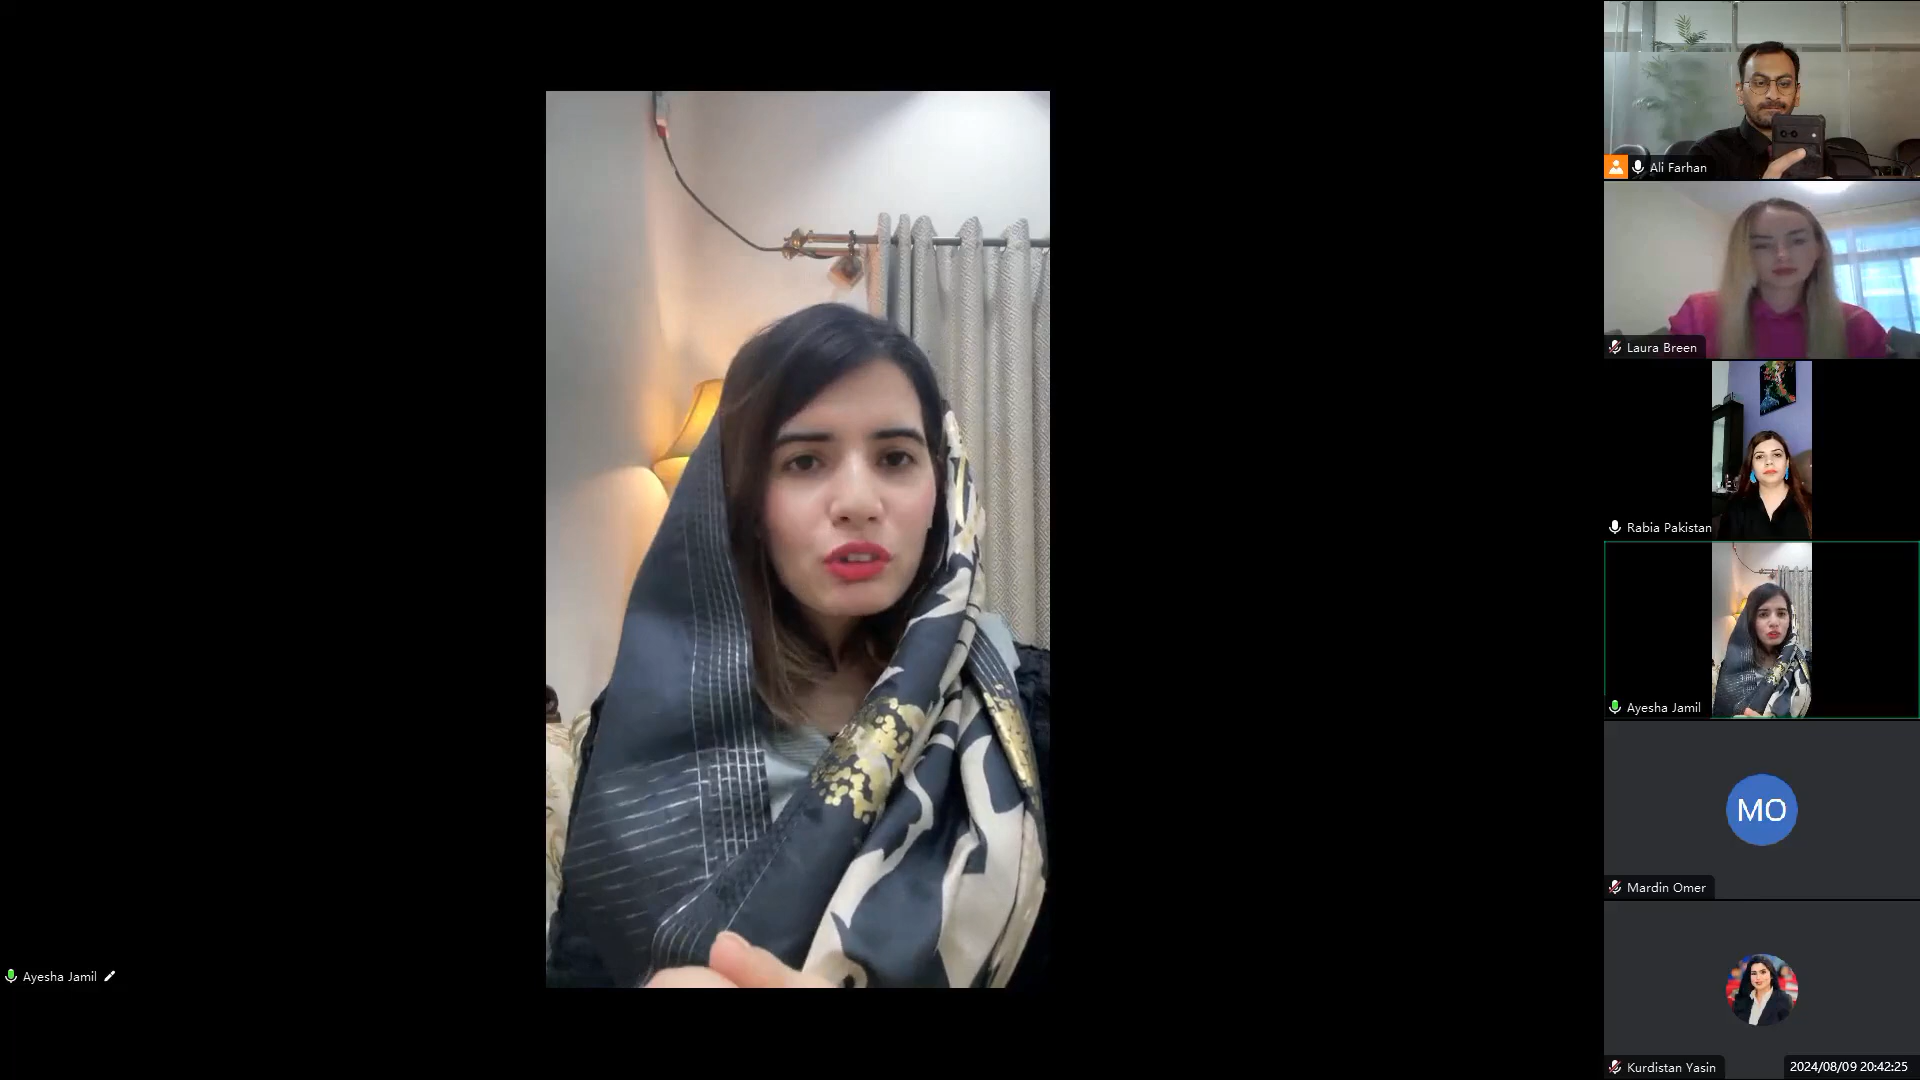 Ali Farhan
Laura Breen
Rabia Pakistan
Ayesha Jamil
MO
Mardin Omer
Ayesha Jamil
Kurdistan Yasin
2024/08/09 20:42:25